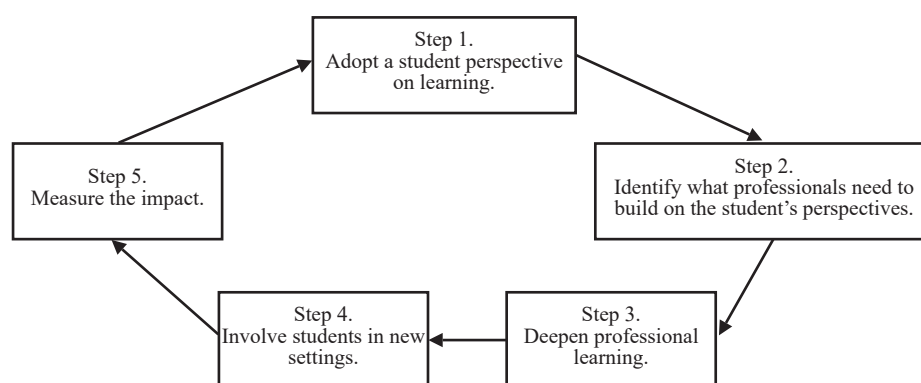 Step 1.
Adopt a student perspective
on learning.
Step 2.
Identify what professionals need to
build on the student’s perspectives.
Step 3.
Deepen professional
learning.
Step 4.
Involve students in new
settings.
Step 5.
Measure the impact.